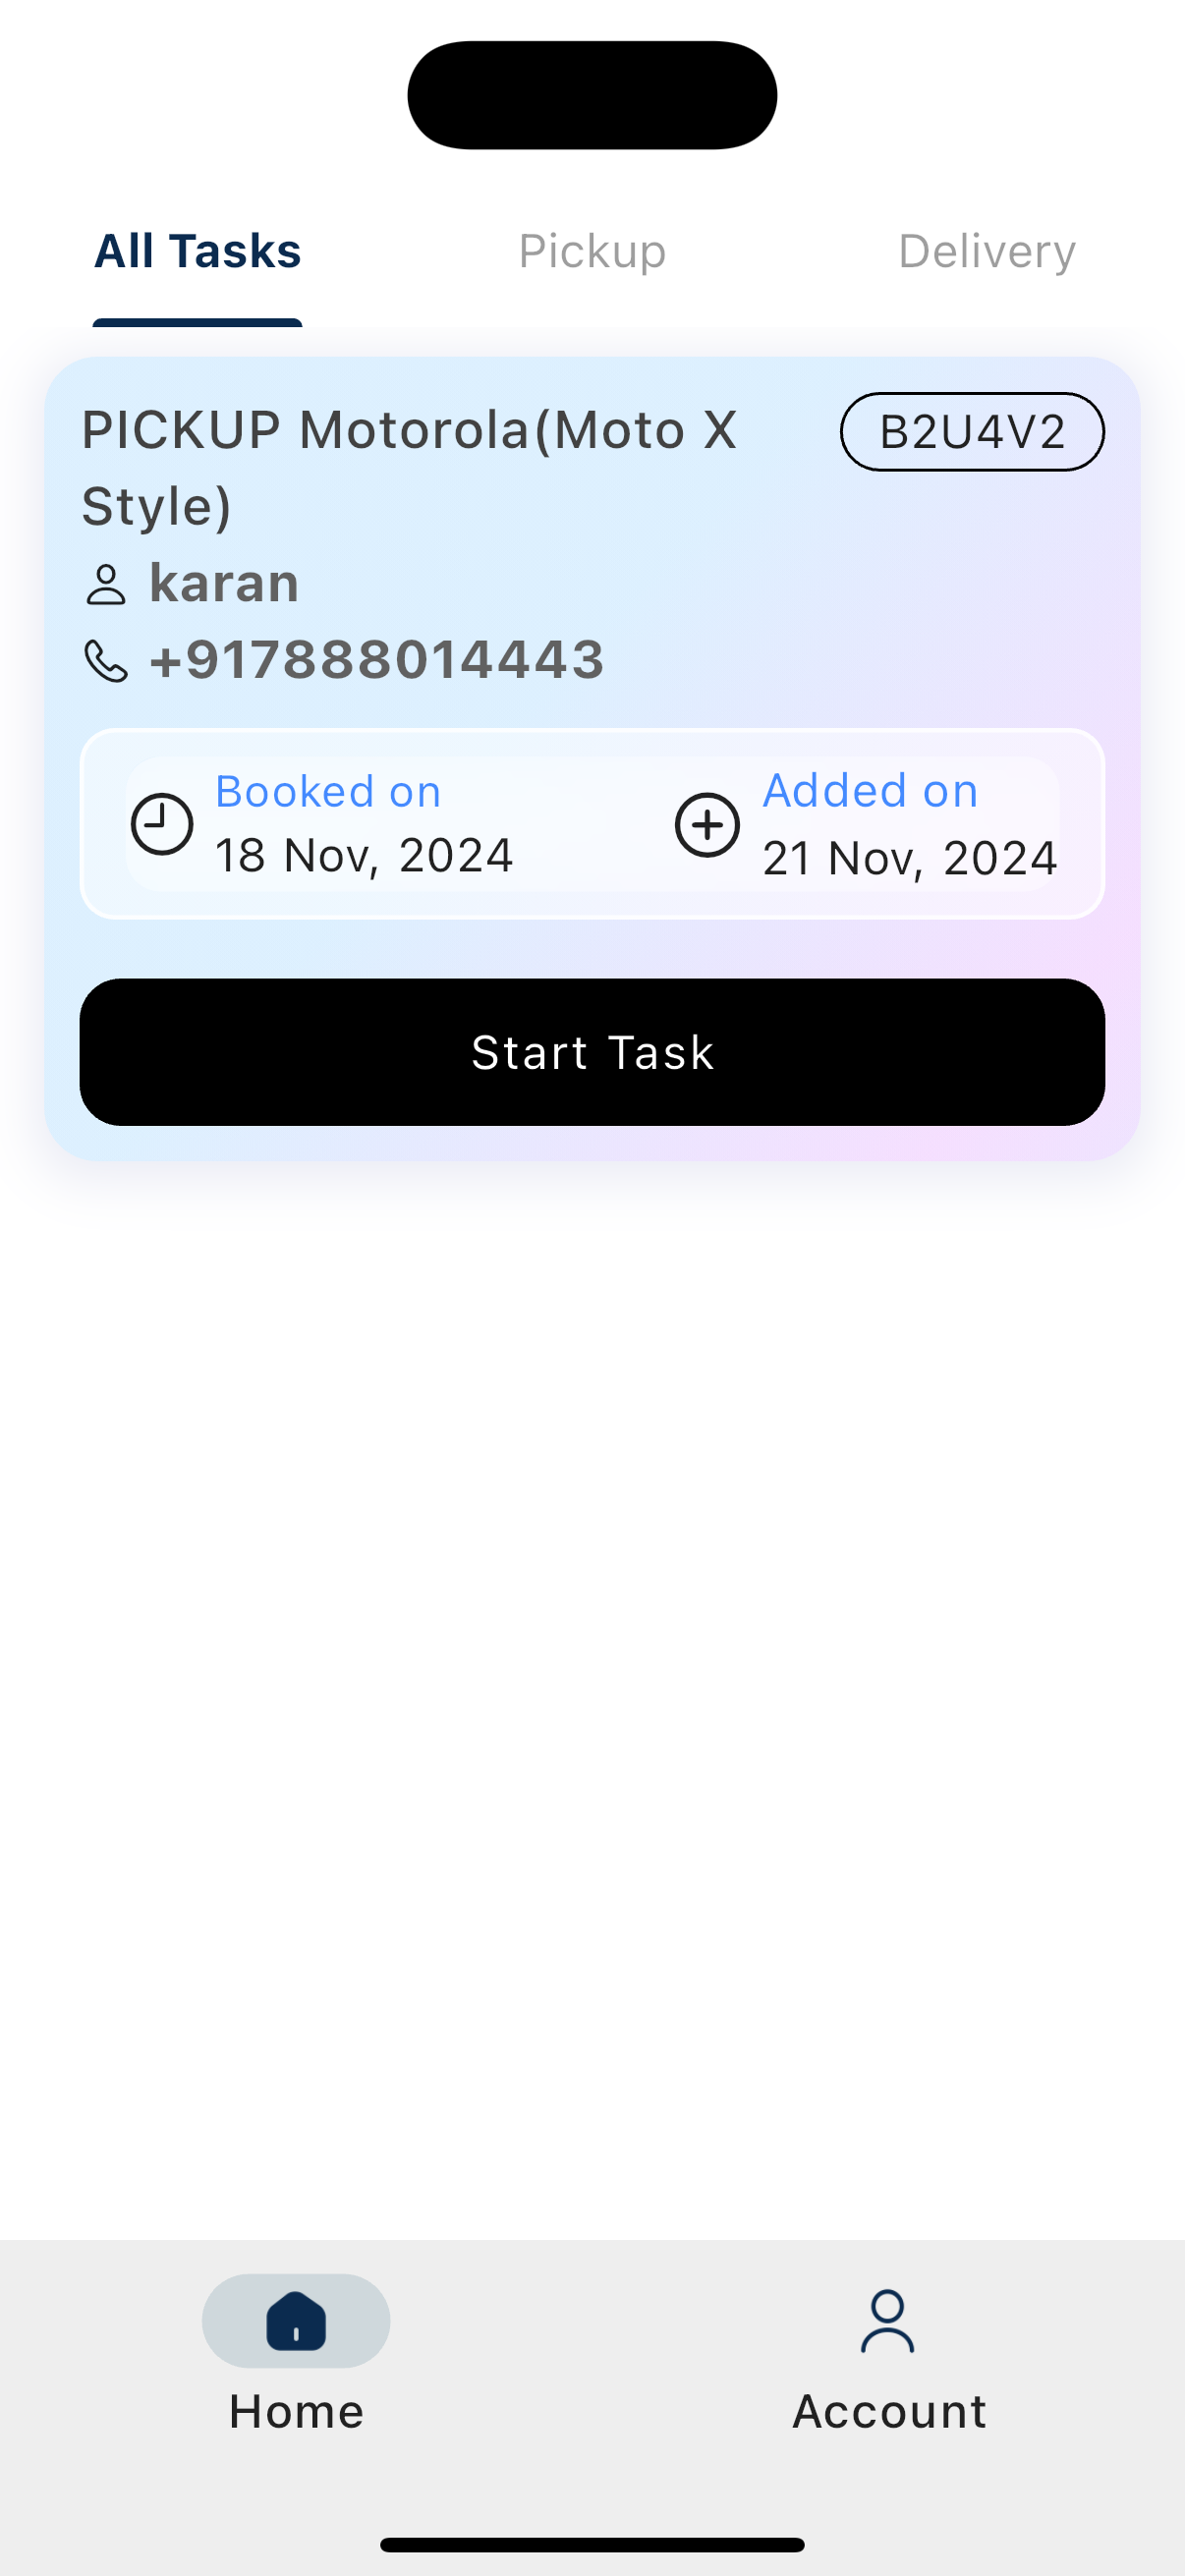 All Tasks
Pickup
Delivery
PICKUP Motorola(Moto X
Style)
B2U4V2
karan
+917888014443
Booked on
18 Nov, 2024
Added on
21 Nov, 2024
Start Task
Home
Account